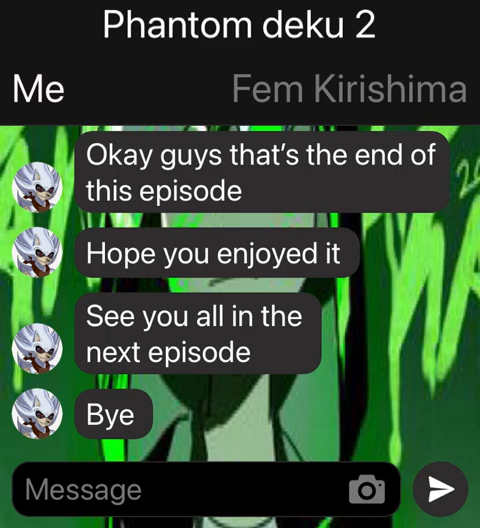 Phantom deku 2
Me
Fem Kirishima
Okay guys that's the end of
this episode
Hope you enjoyed it
See you all in the
next episode
Bye
Message